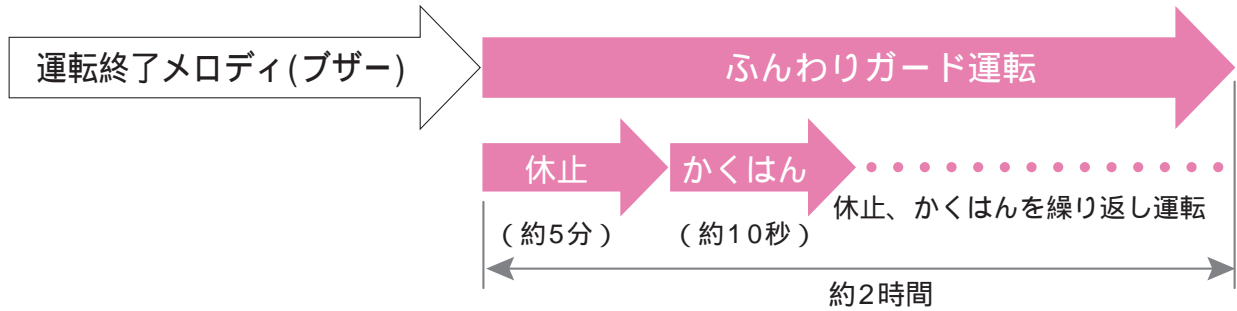 運転終了メロディ(ブザー)
ふんわりガード運転
休止
かくはん
(約5分)
(約10秒)
休止、かくはんを繰り返し運転
約2時間